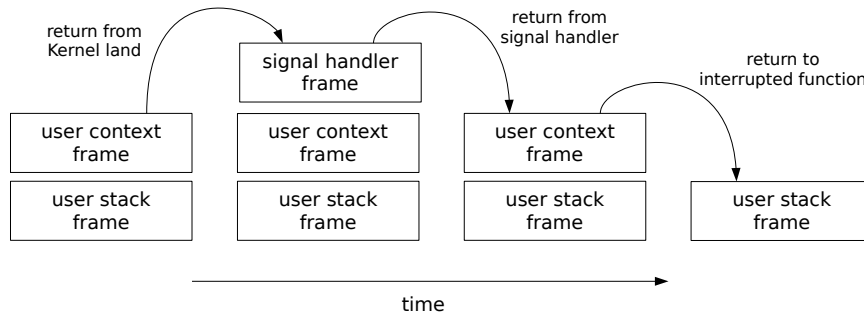 return from
Kernel land
return from
signal handler
return to
interrupted function
signal handler
frame
user context
frame
user context
frame
user context
frame
user stack
frame
user stack
frame
user stack
frame
user stack
frame
time